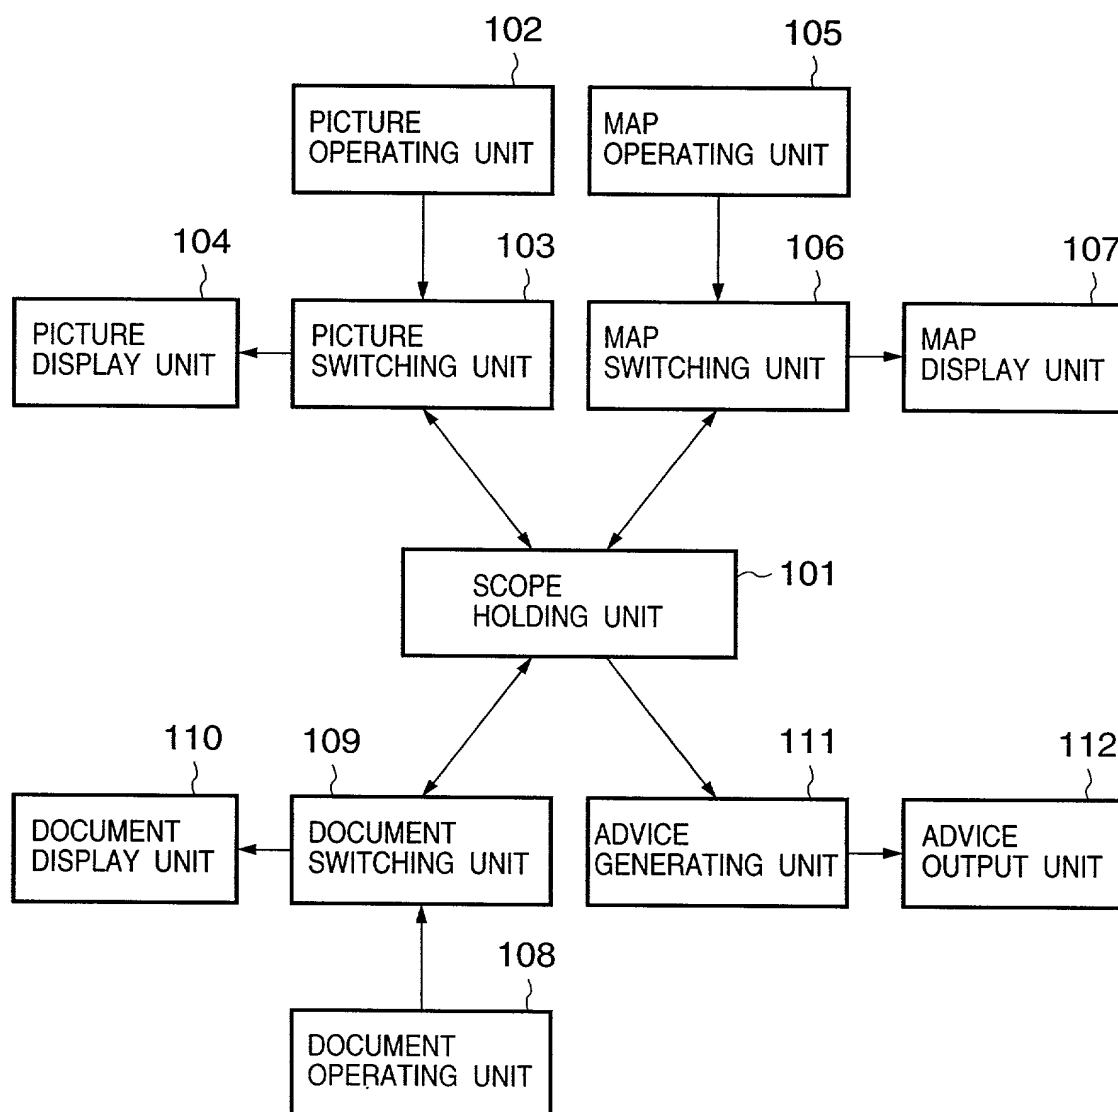 102
105
PICTURE
OPERATING UNIT
MAP
OPERATING UNIT
104
103
106
107
PICTURE
DISPLAY UNIT
PICTURE
SWITCHING UNIT
MAP
SWITCHING UNIT
MAP
DISPLAY UNIT
SCOPE
HOLDING UNIT
101
110
109
111
112
DOCUMENT
DISPLAY UNIT
DOCUMENT
SWITCHING UNIT
ADVICE
GENERATING UNIT
ADVICE
OUTPUT UNIT
108
DOCUMENT
OPERATING UNIT